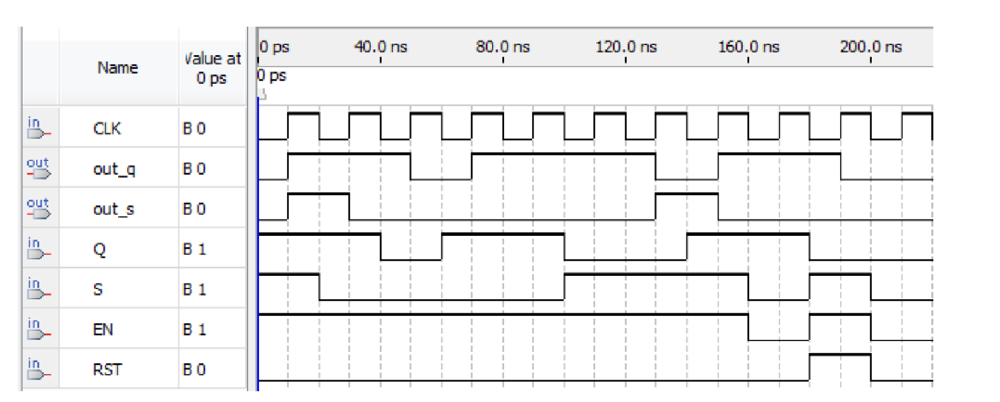 0 ps 40.0 ns 80.0 ns 120.0 ns 160.0 ns 200.0 ns
Name
Value at
0 ps
0 ps
in CLK B 0
out out_q B 0
out out_s B 0
in Q B 1
in S B 1
in EN B 1
in RST B 0